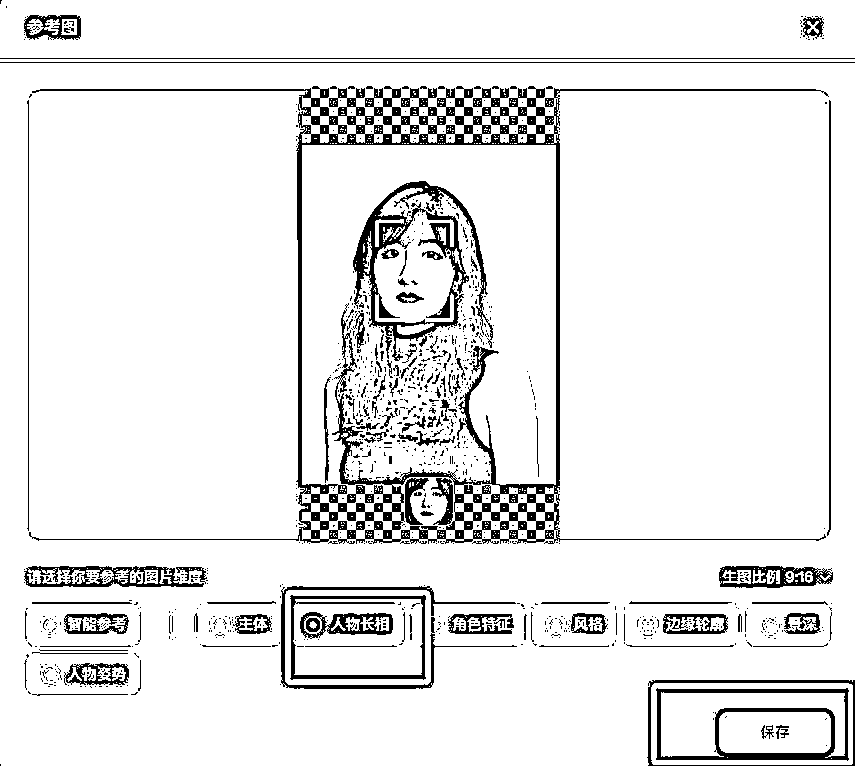 参考图
请选择你要参考的图片维度
生图比例 9:16
智能参考
主体
人物长相
角色特征
风格
边缘轮廓
景深
人物姿势
保存